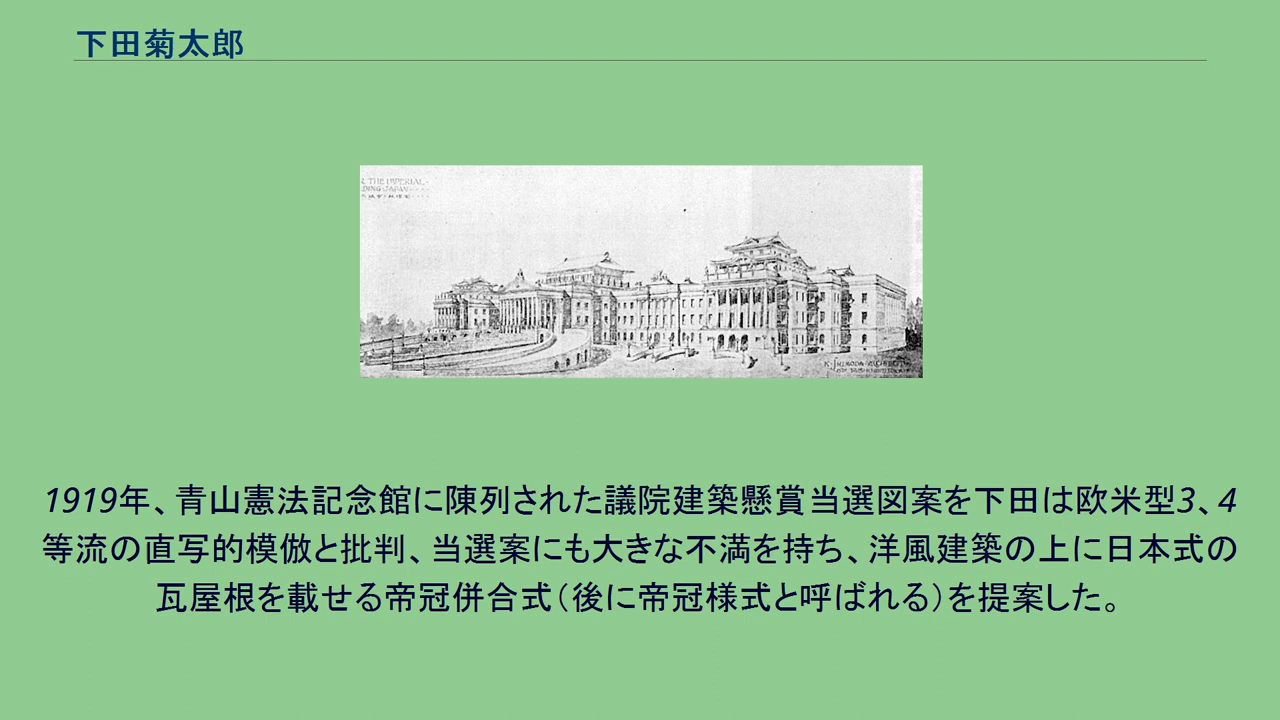 下田菊太郎
THE IMPERIAL
DING JAPAN
1919年、青山憲法記念館に陳列された議院建築懸賞当選図案を下田は欧米型3、4
等流の直写的模倣と批判、当選案にも大きな不満を持ち、洋風建築の上に日本式の
瓦屋根を載せる帝冠併合式（後に帝冠様式と呼ばれる）を提案した。